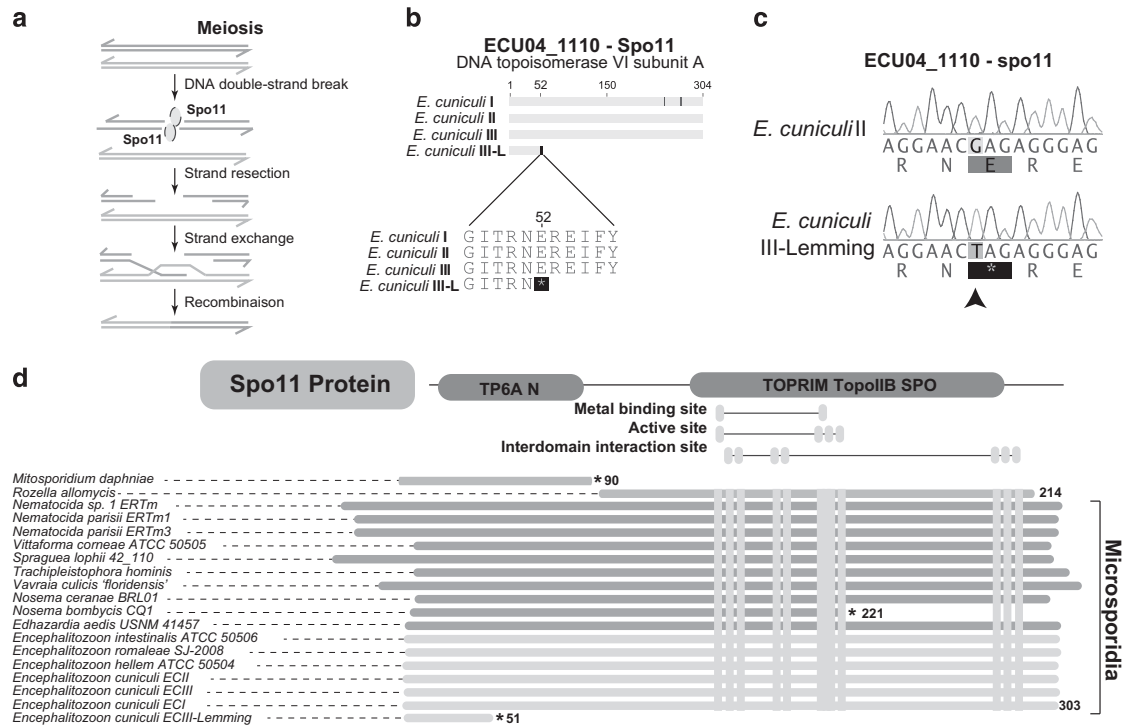 a
Meiosis
DNA double-strand break
Spo11
Spo11
Strand resection
Strand exchange
Recombinaison
b
ECU04_1110 - Spo11
DNA topoisomerase VI subunit A
1 52 150 304
E. cuniculi I
E. cuniculi II
E. cuniculi III
E. cuniculi III-L
52
E. cuniculi I GITRNEREIFY
E. cuniculi II GITRNEREIFY
E. cuniculi III GITRNEREIFY
E. cuniculi III-L GITRN*
c
ECU04_1110 - spo11
E. cuniculi II
AGGAACGAGAGGGAG
R N E R E
E. cuniculi
III-Lemming
AGGAACTAGAGGGAG
R N * R E
d
Spo11 Protein
TP6A N
TOPRIM TopoIIB SPO
Metal binding site
Active site
Interdomain interaction site
Mitosporidium daphniae * 90
Rozella allomycis 214
Nematocida sp. 1 ERTm
Nematocida parisii ERTm1
Nematocida parisii ERTm3
Vittaforma corneae ATCC 50505
Spraguea lophii 42_110
Trachipleistophora hominis
Vavraia culicis ‘floridensis’
Nosema ceranae BRL01
Nosema bombycis CQ1 * 221
Edhazardia aedis USNM 41457
Encephalitozoon intestinalis ATCC 50506
Encephalitozoon romaleae SJ-2008
Encephalitozoon hellem ATCC 50504
Encephalitozoon cuniculi ECII
Encephalitozoon cuniculi ECIII
Encephalitozoon cuniculi ECI 303
Encephalitozoon cuniculi ECIII-Lemming * 51
Microsporidia